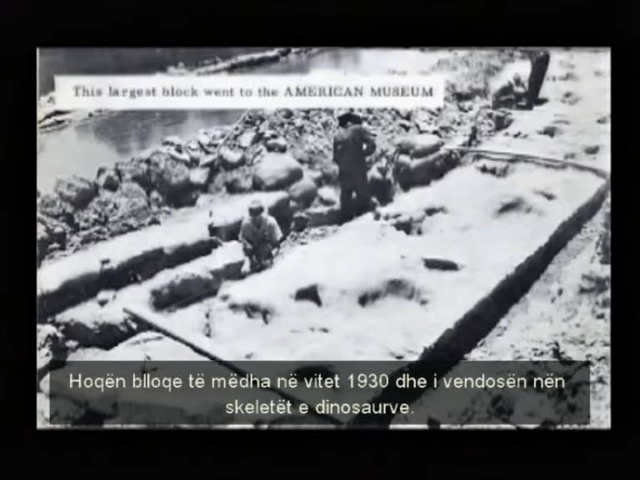 This largest block went to the AMERICAN MUSEUM
Hoqën blloqe të mëdha në vitet 1930 dhe i vendosën nën
skeletët e dinosaurve.